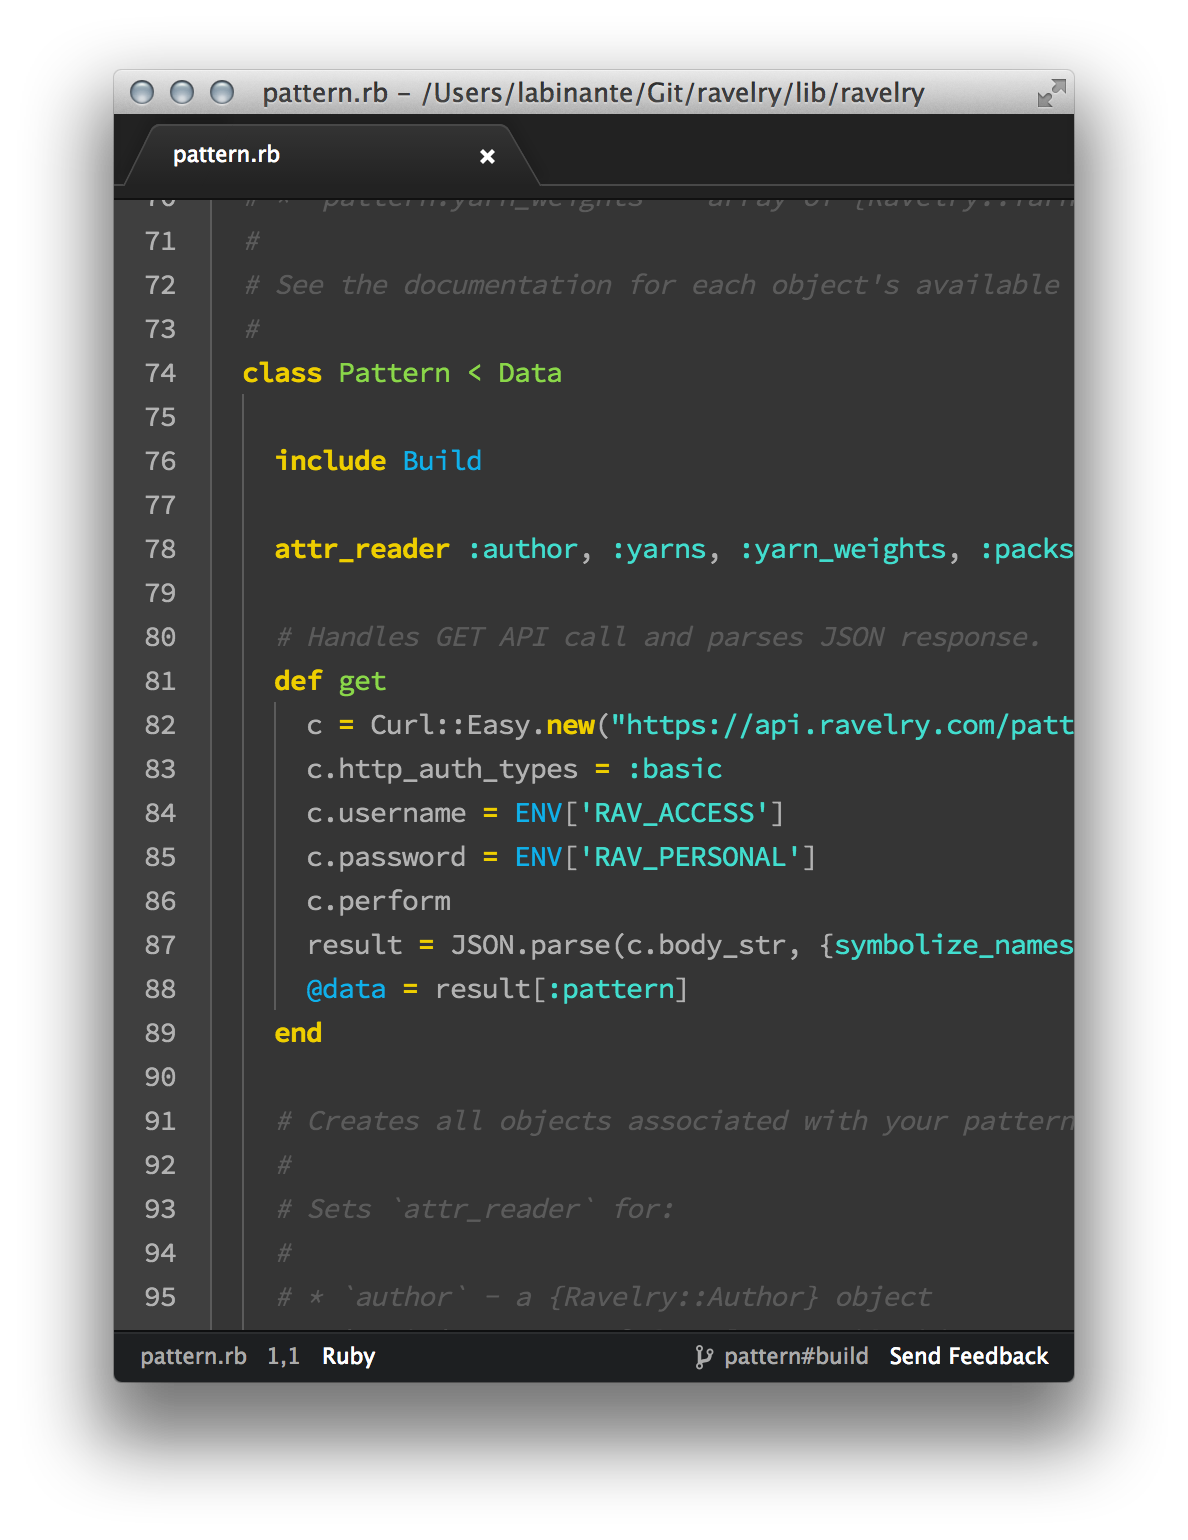 pattern.rb – /Users/labinante/Git/ravelry/lib/ravelry
pattern.rb ×
70 # * `pattern.yarn_weights` - array of {Ravelry::Yarn
71 #
72 # See the documentation for each object's available
73 #
74 class Pattern < Data
75
76 include Build
77
78 attr_reader :author, :yarns, :yarn_weights, :packs
79
80 # Handles GET API call and parses JSON response.
81 def get
82 c = Curl::Easy.new("https://api.ravelry.com/patt
83 c.http_auth_types = :basic
84 c.username = ENV['RAV_ACCESS']
85 c.password = ENV['RAV_PERSONAL']
86 c.perform
87 result = JSON.parse(c.body_str, {symbolize_names
88 @data = result[:pattern]
89 end
90
91 # Creates all objects associated with your pattern
92 #
93 # Sets `attr_reader` for:
94 #
95 # * `author` - a {Ravelry::Author} object
pattern.rb 1,1 Ruby pattern#build Send Feedback